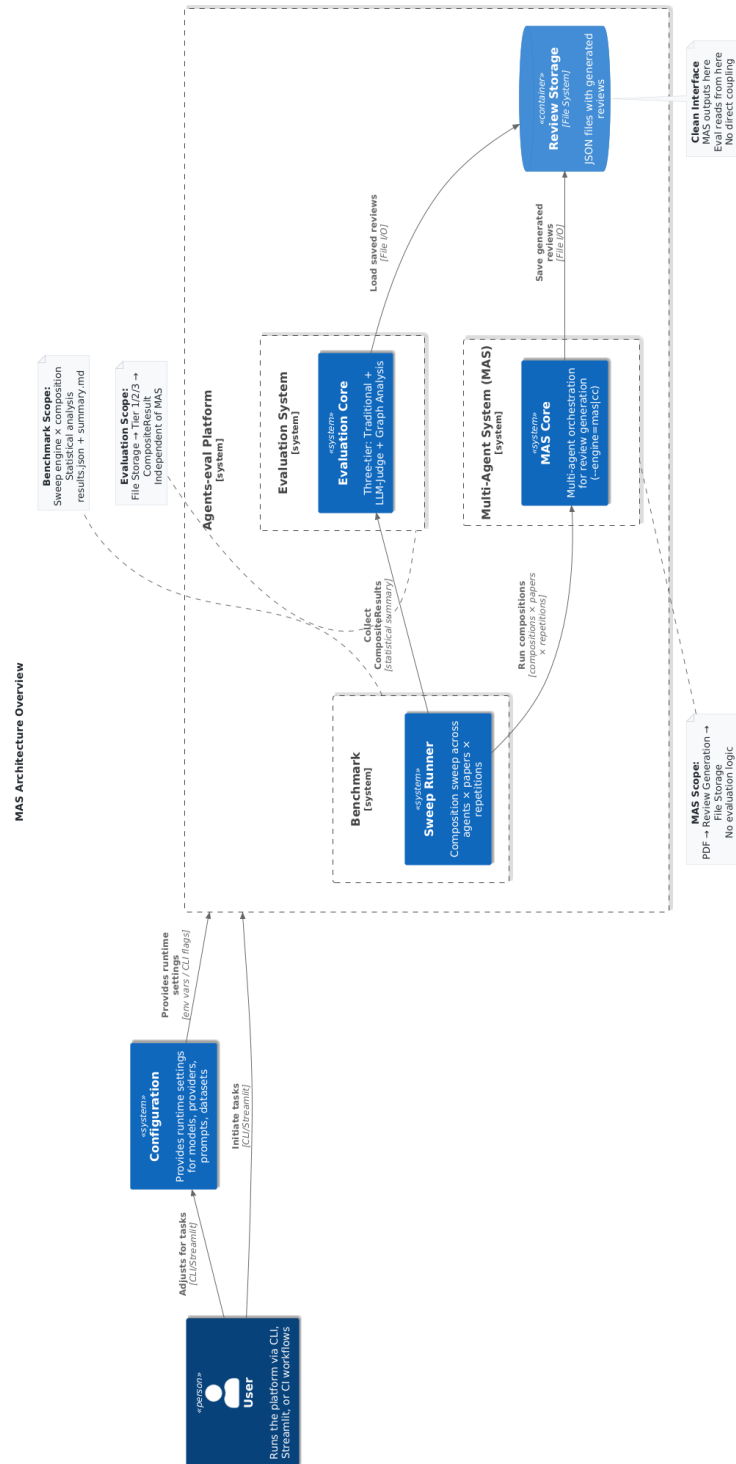 MAS Architecture Overview
«person»
User
Runs the platform via CLI,
Streamlit, or CI workflows
Adjusts for tasks
[CLI/Streamlit]
Initiate tasks
[CLI/Streamlit]
«system»
Configuration
Provides runtime settings
for models, providers,
prompts, datasets
Provides runtime
settings
[env vars / CLI flags]
Agents-eval Platform
[system]
Benchmark
[system]
«system»
Sweep Runner
Composition sweep across
agents × papers ×
repetitions
Collect
CompositeResults
[statistical summary]
Run compositions
[compositions × papers
× repetitions]
Evaluation System
[system]
«system»
Evaluation Core
Three-tier: Traditional +
LLM-Judge + Graph Analysis
Multi-Agent System (MAS)
[system]
«system»
MAS Core
Multi-agent orchestration
for review generation
(--engine=mas|cc)
Load saved reviews
[File I/O]
Save generated
reviews
[File I/O]
«container»
Review Storage
[File System]
JSON files with generated
reviews
Benchmark Scope:
Sweep engine × composition
Statistical analysis
results.json + summary.md
Evaluation Scope:
File Storage → Tier 1/2/3 →
CompositeResult
Independent of MAS
MAS Scope:
PDF → Review Generation →
File Storage
No evaluation logic
Clean Interface
MAS outputs here
Eval reads from here
No direct coupling